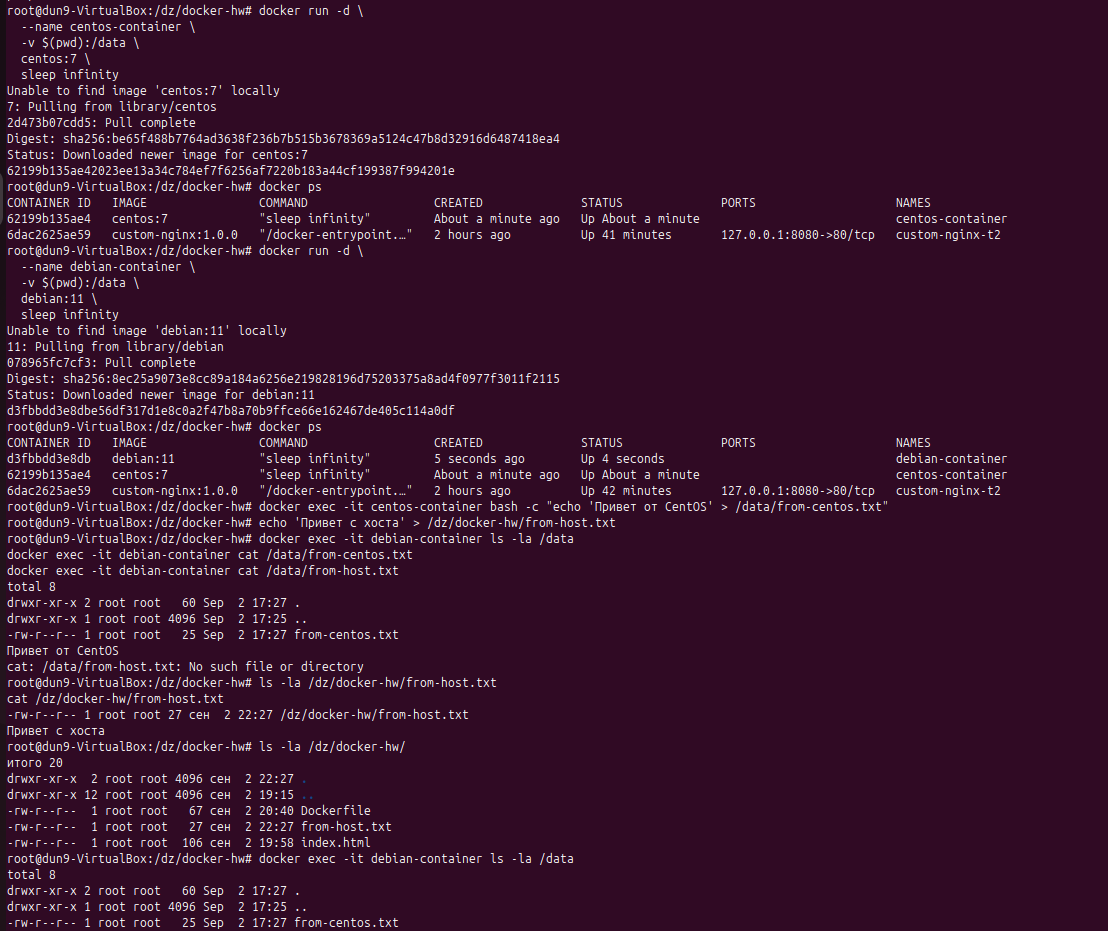 root@dun9-VirtualBox:/dz/docker-hw# docker run -d \
  --name centos-container \
  -v $(pwd):/data \
  centos:7 \
  sleep infinity
Unable to find image 'centos:7' locally
7: Pulling from library/centos
2d473b07cdd5: Pull complete
Digest: sha256:be65f488b7764ad3638f236b7b515b3678369a5124c47b8d32916d6487418ea4
Status: Downloaded newer image for centos:7
62199b135ae42023ee13a34c784ef7f6256af7220b183a44cf199387f994201e
root@dun9-VirtualBox:/dz/docker-hw# docker ps
CONTAINER ID   IMAGE                COMMAND                  CREATED              STATUS              PORTS                    NAMES
62199b135ae4   centos:7             "sleep infinity"         About a minute ago   Up About a minute                            centos-container
6dac2625ae59   custom-nginx:1.0.0   "/docker-entrypoint.…"   2 hours ago          Up 41 minutes       127.0.0.1:8080->80/tcp   custom-nginx-t2
root@dun9-VirtualBox:/dz/docker-hw# docker run -d \
  --name debian-container \
  -v $(pwd):/data \
  debian:11 \
  sleep infinity
Unable to find image 'debian:11' locally
11: Pulling from library/debian
078965fc7cf3: Pull complete
Digest: sha256:8ec25a9073e8cc89a184a6256e219828196d75203375a8ad4f0977f3011f2115
Status: Downloaded newer image for debian:11
d3fbbdd3e8dbe56df317d1e8c0a2f47b8a70b9ffce66e162467de405c114a0df
root@dun9-VirtualBox:/dz/docker-hw# docker ps
CONTAINER ID   IMAGE                COMMAND                  CREATED              STATUS              PORTS                    NAMES
d3fbbdd3e8db   debian:11            "sleep infinity"         5 seconds ago        Up 4 seconds                                 debian-container
62199b135ae4   centos:7             "sleep infinity"         About a minute ago   Up About a minute                            centos-container
6dac2625ae59   custom-nginx:1.0.0   "/docker-entrypoint.…"   2 hours ago          Up 42 minutes       127.0.0.1:8080->80/tcp   custom-nginx-t2
root@dun9-VirtualBox:/dz/docker-hw# docker exec -it centos-container bash -c "echo 'Привет от CentOS' > /data/from-centos.txt"
root@dun9-VirtualBox:/dz/docker-hw# echo 'Привет с хоста' > /dz/docker-hw/from-host.txt
root@dun9-VirtualBox:/dz/docker-hw# docker exec -it debian-container ls -la /data
docker exec -it debian-container cat /data/from-centos.txt
docker exec -it debian-container cat /data/from-host.txt
total 8
drwxr-xr-x 2 root root   60 Sep  2 17:27 .
drwxr-xr-x 1 root root 4096 Sep  2 17:25 ..
-rw-r--r-- 1 root root   25 Sep  2 17:27 from-centos.txt
Привет от CentOS
cat: /data/from-host.txt: No such file or directory
root@dun9-VirtualBox:/dz/docker-hw# ls -la /dz/docker-hw/from-host.txt
cat /dz/docker-hw/from-host.txt
-rw-r--r-- 1 root root 27 сен  2 22:27 /dz/docker-hw/from-host.txt
Привет с хоста
root@dun9-VirtualBox:/dz/docker-hw# ls -la /dz/docker-hw/
итого 20
drwxr-xr-x  2 root root 4096 сен  2 22:27 .
drwxr-xr-x 12 root root 4096 сен  2 19:15 ..
-rw-r--r--  1 root root   67 сен  2 20:40 Dockerfile
-rw-r--r--  1 root root   27 сен  2 22:27 from-host.txt
-rw-r--r--  1 root root  106 сен  2 19:58 index.html
root@dun9-VirtualBox:/dz/docker-hw# docker exec -it debian-container ls -la /data
total 8
drwxr-xr-x 2 root root   60 Sep  2 17:27 .
drwxr-xr-x 1 root root 4096 Sep  2 17:25 ..
-rw-r--r-- 1 root root   25 Sep  2 17:27 from-centos.txt